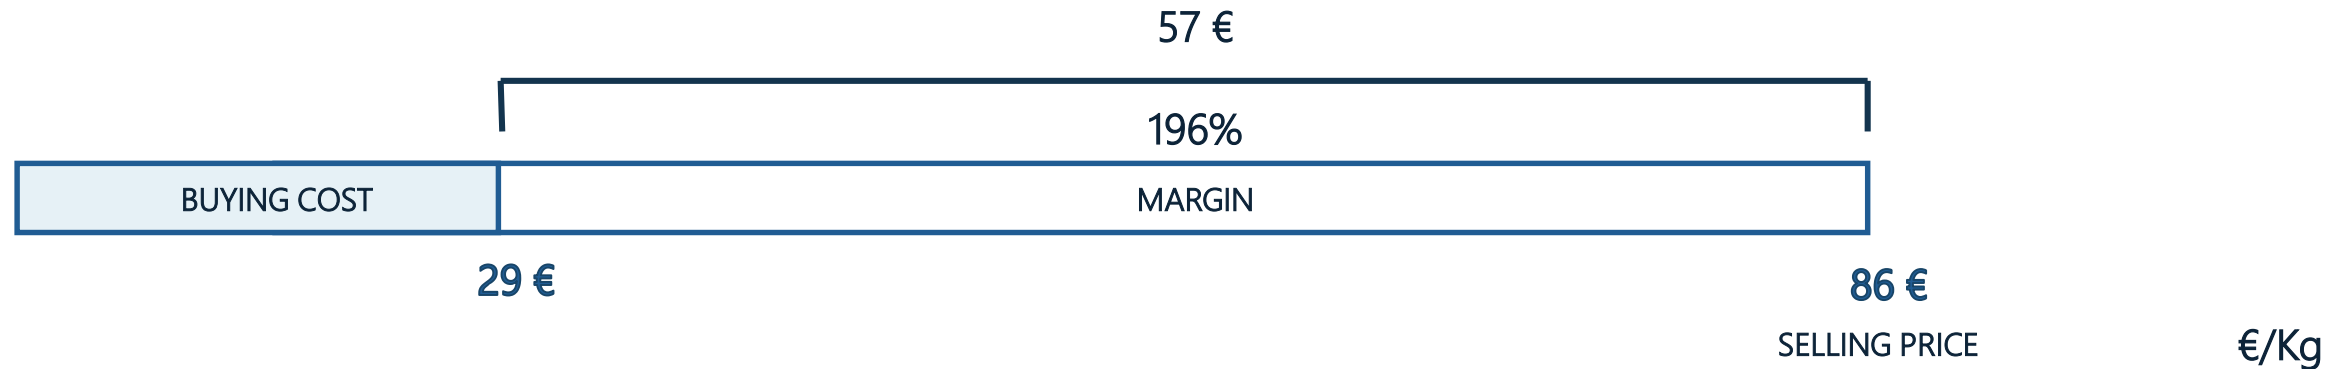 57 €
196%
BUYING COST
MARGIN
29 €
86 €
SELLING PRICE
€/Kg